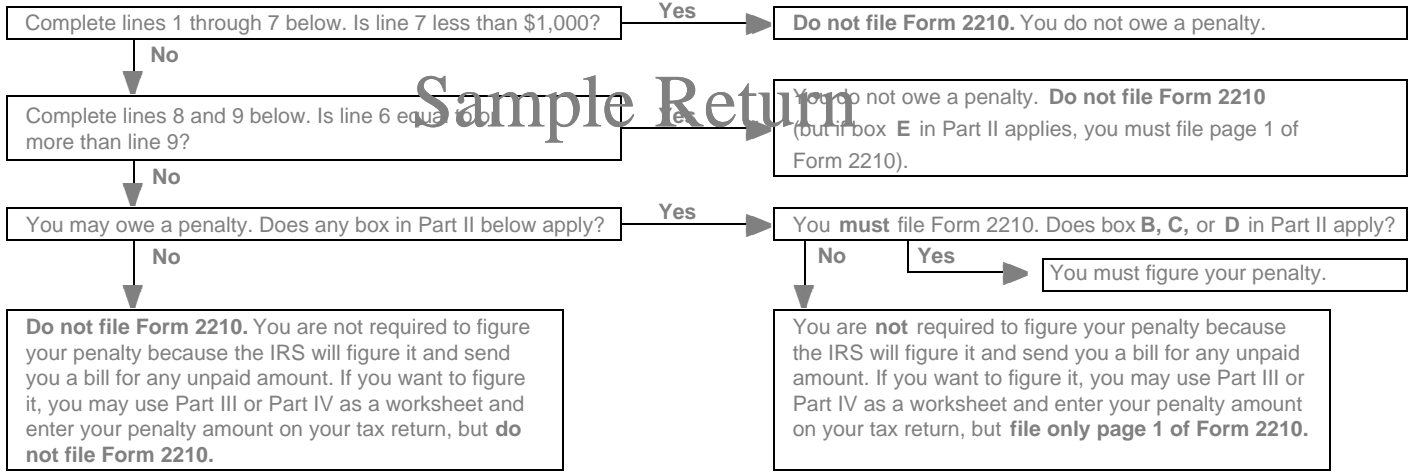 Complete lines 1 through 7 below. Is line 7 less than $1,000?
Yes
Do not file Form 2210. You do not owe a penalty.
No
Sample Return
Complete lines 8 and 9 below. Is line 6 equal to or
more than line 9?
Yes
You do not owe a penalty. Do not file Form 2210
(but if box E in Part II applies, you must file page 1 of
Form 2210).
No
You may owe a penalty. Does any box in Part II below apply?
Yes
You must file Form 2210. Does box B, C, or D in Part II apply?
No
No
Yes
You must figure your penalty.
Do not file Form 2210. You are not required to figure
your penalty because the IRS will figure it and send
you a bill for any unpaid amount. If you want to figure
it, you may use Part III or Part IV as a worksheet and
enter your penalty amount on your tax return, but do
not file Form 2210.
You are not required to figure your penalty because
the IRS will figure it and send you a bill for any unpaid
amount. If you want to figure it, you may use Part III or
Part IV as a worksheet and enter your penalty amount
on your tax return, but file only page 1 of Form 2210.